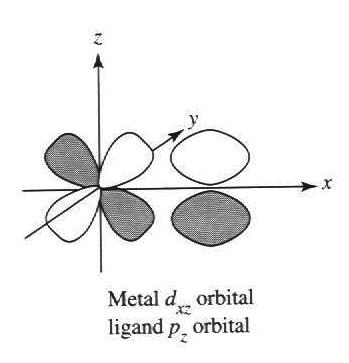 z
y
x
Metal d_xz orbital
ligand p_z orbital